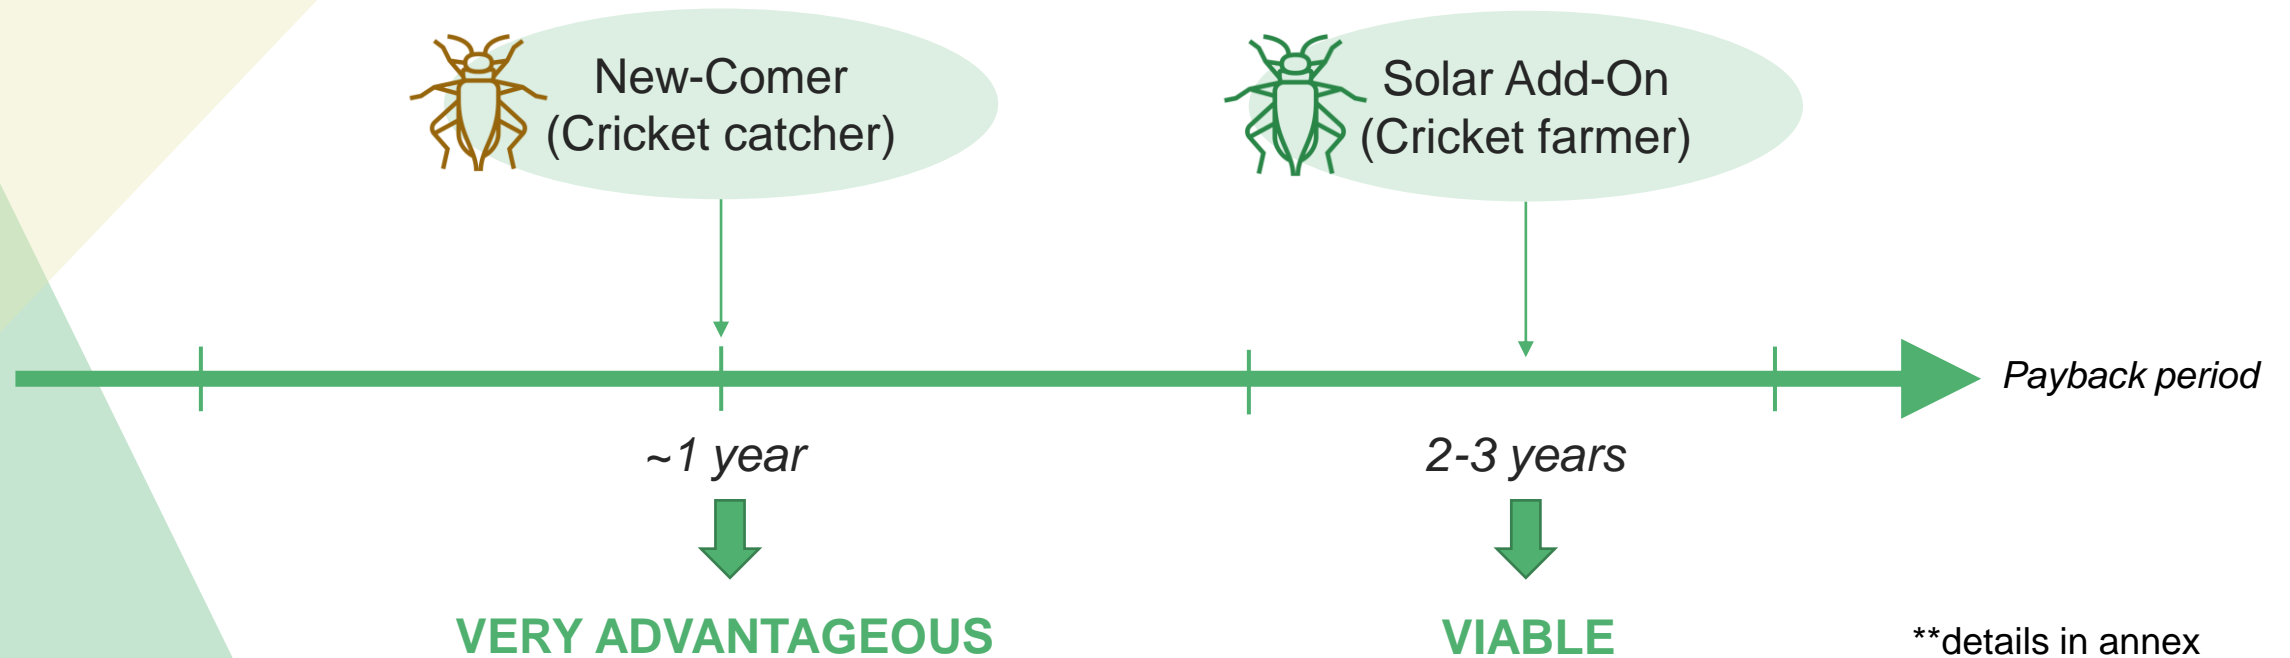 New-Comer
(Cricket catcher)
Solar Add-On
(Cricket farmer)
Payback period
~1 year
2-3 years
VERY ADVANTAGEOUS
VIABLE
**details in annex